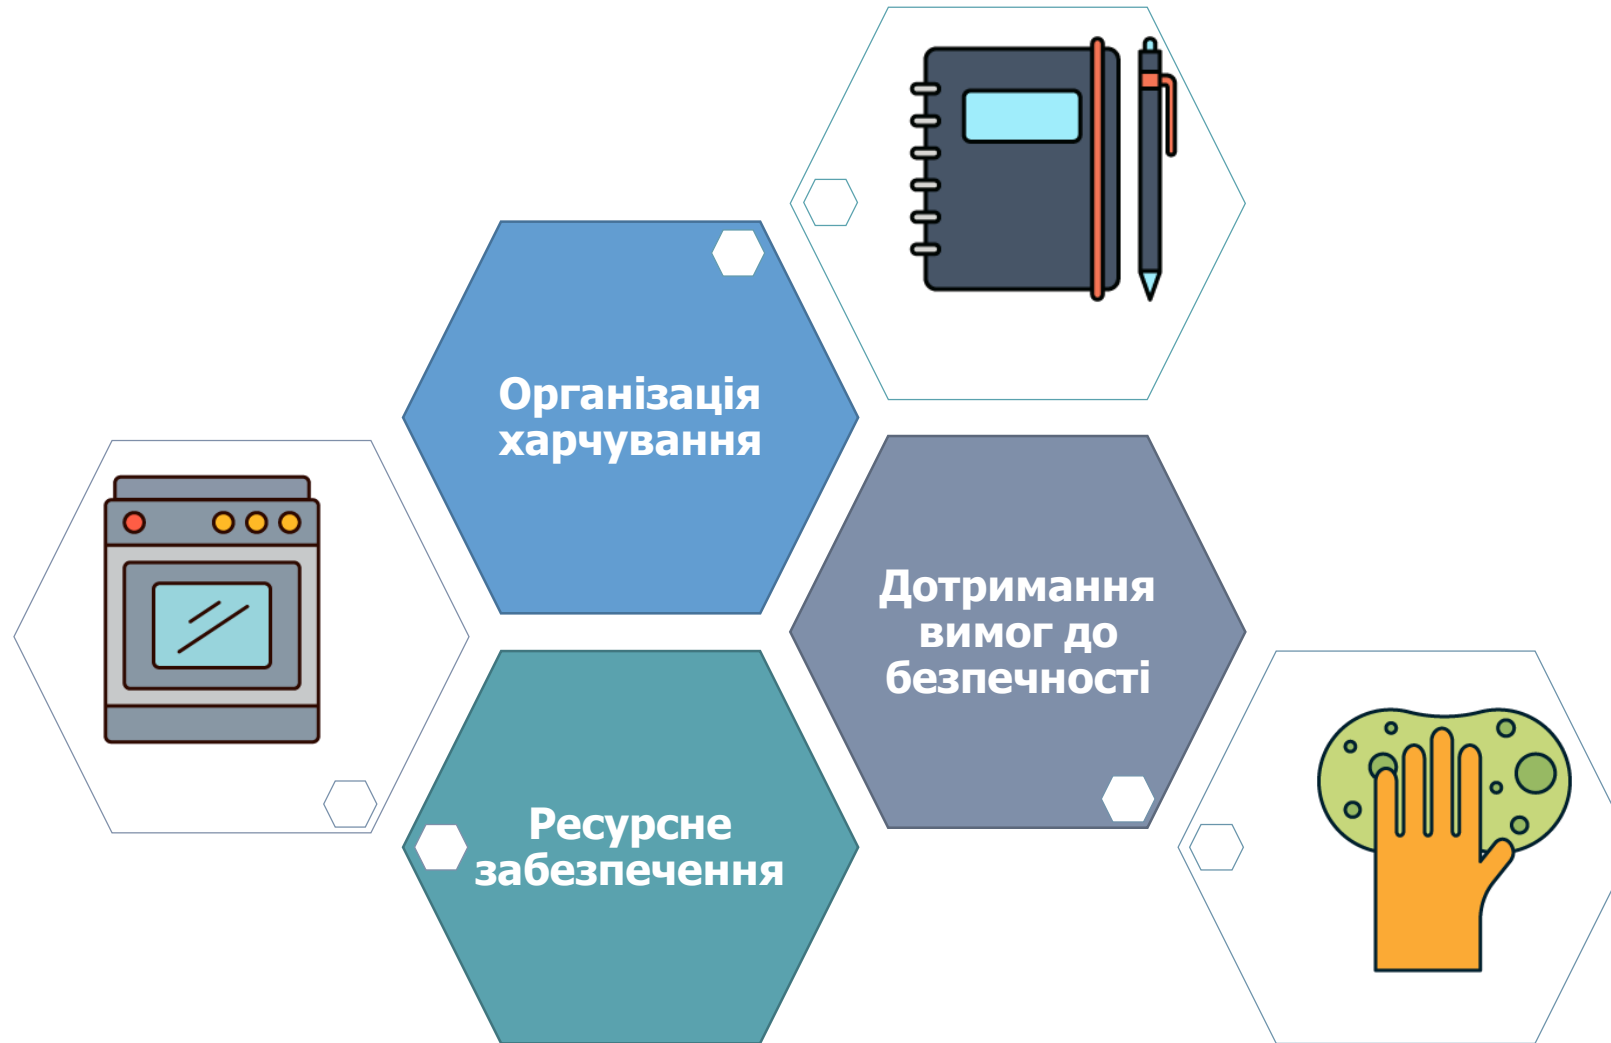 Організація
харчування
Дотримання
вимог до
безпечності
Ресурсне
забезпечення